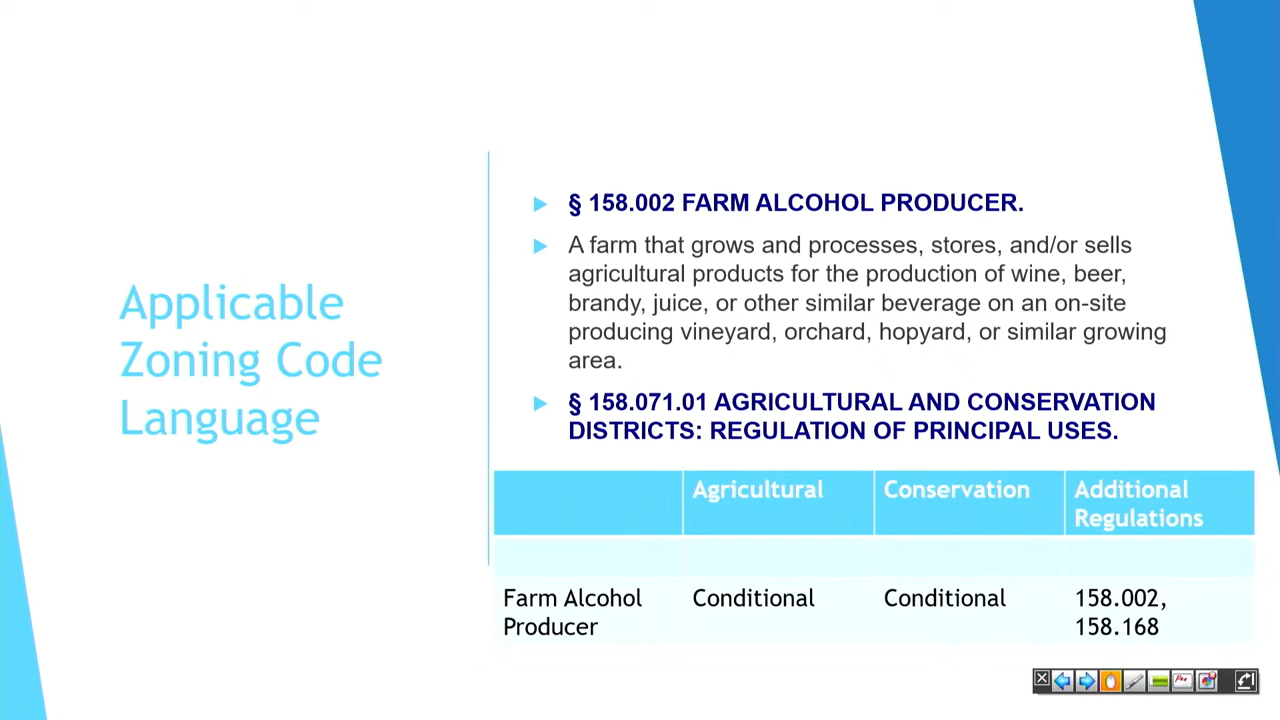 Applicable
Zoning Code
Language
§ 158.002 FARM ALCOHOL PRODUCER.
A farm that grows and processes, stores, and/or sells
agricultural products for the production of wine, beer,
brandy, juice, or other similar beverage on an on-site
producing vineyard, orchard, hopyard, or similar growing
area.
§ 158.071.01 AGRICULTURAL AND CONSERVATION
DISTRICTS: REGULATION OF PRINCIPAL USES.
Agricultural Conservation Additional
Regulations
Farm Alcohol Conditional Conditional 158.002,
Producer 158.168